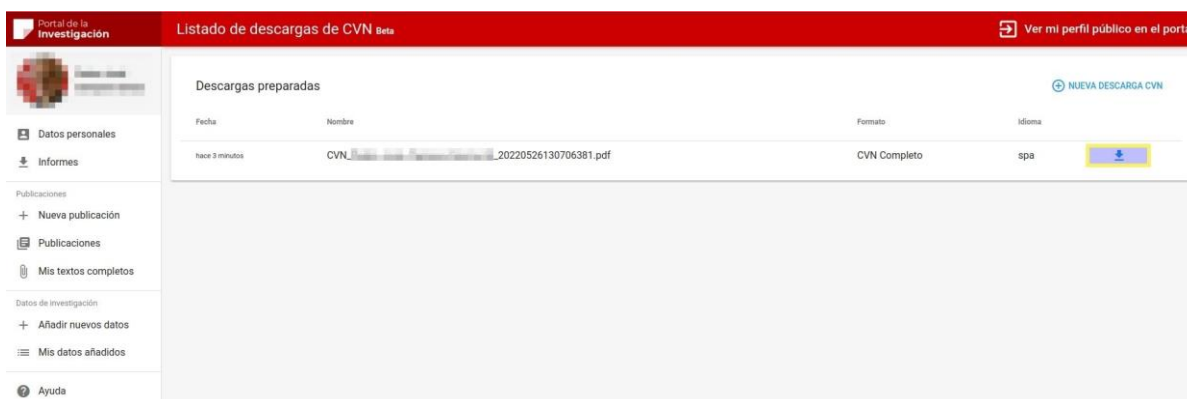 Portal de la
Investigación
Listado de descargas de CVN Beta
Ver mi perfil público en el porta
Datos personales
Informes
Publicaciones
Nueva publicación
Publicaciones
Mis textos completos
Datos de investigación
Añadir nuevos datos
Mis datos añadidos
Ayuda
Descargas preparadas
NUEVA DESCARGA CVN
Fecha Nombre Formato Idioma
hace 3 minutos CVN_ _20220526130706381.pdf CVN Completo spa